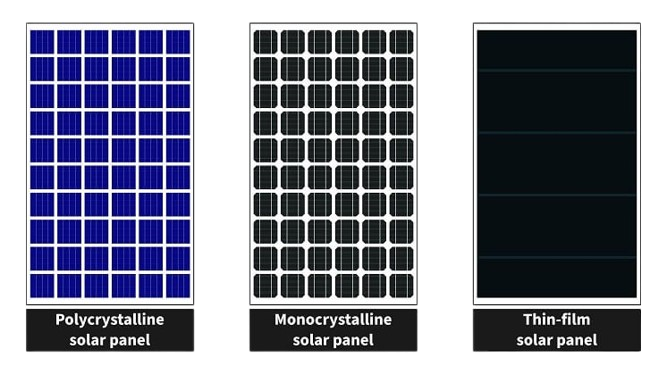 Polycrystalline
solar panel
Monocrystalline
solar panel
Thin-film
solar panel